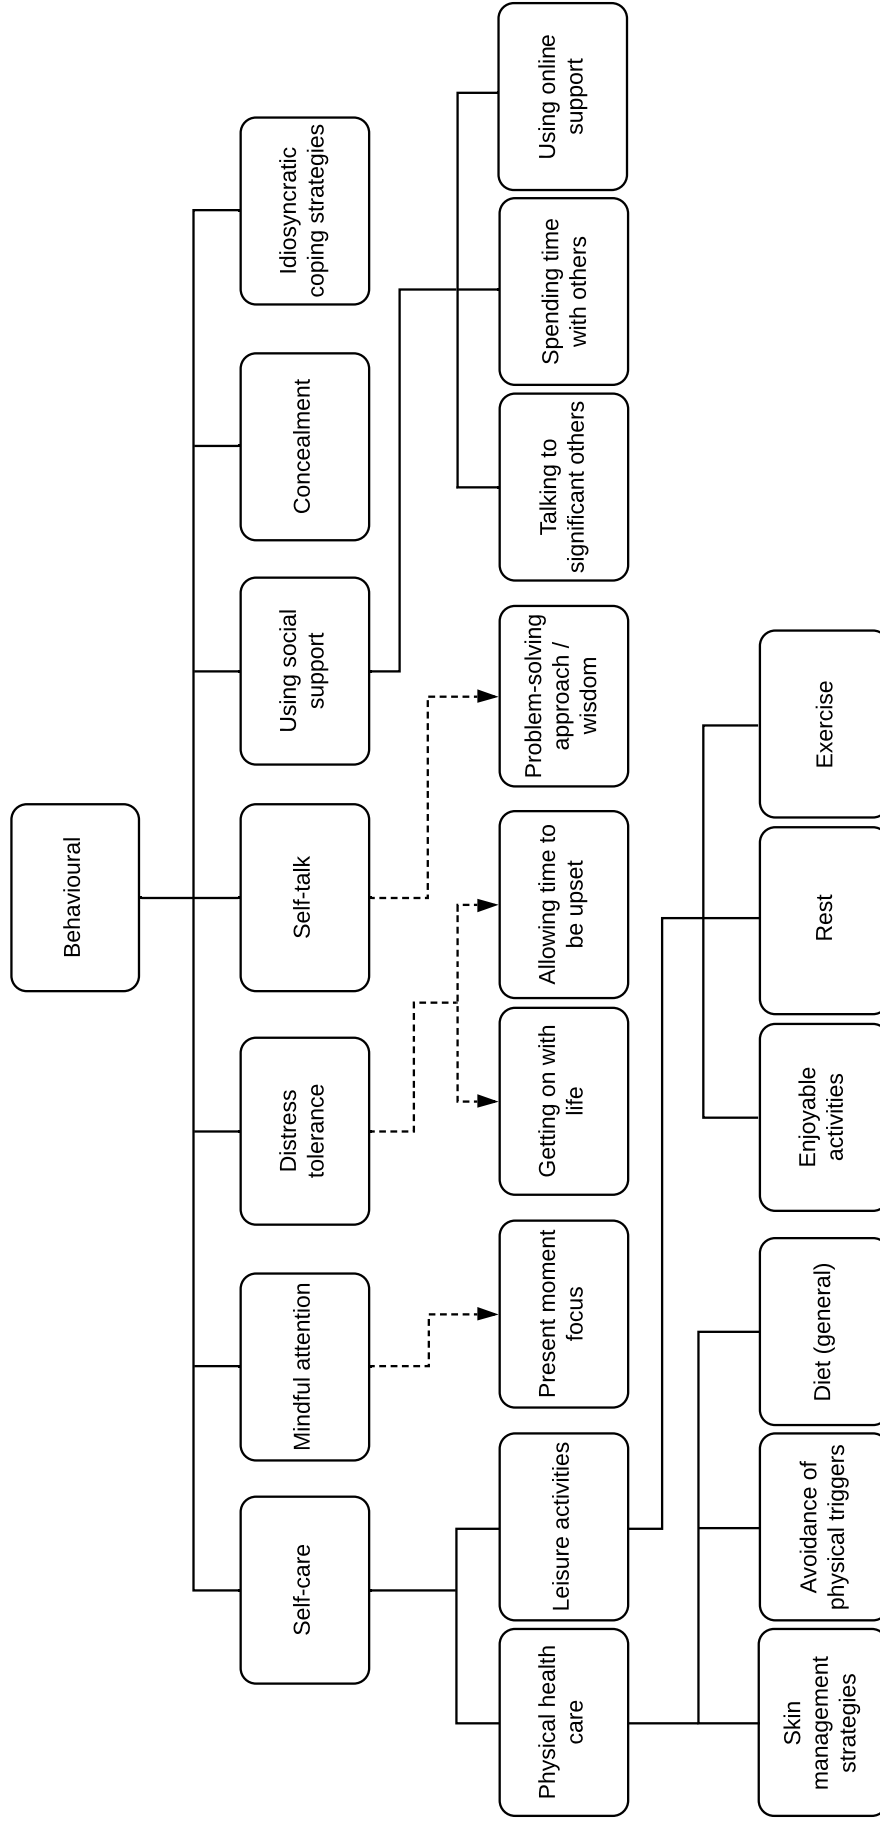 Behavioural
Self-care
Mindful attention
Distress
tolerance
Self-talk
Using social
support
Concealment
Idiosyncratic
coping strategies
Physical health
care
Leisure activities
Present moment
focus
Getting on with
life
Allowing time to
be upset
Problem-solving
approach /
wisdom
Talking to
significant others
Spending time
with others
Using online
support
Skin
management
strategies
Avoidance of
physical triggers
Diet (general)
Enjoyable
activities
Rest
Exercise